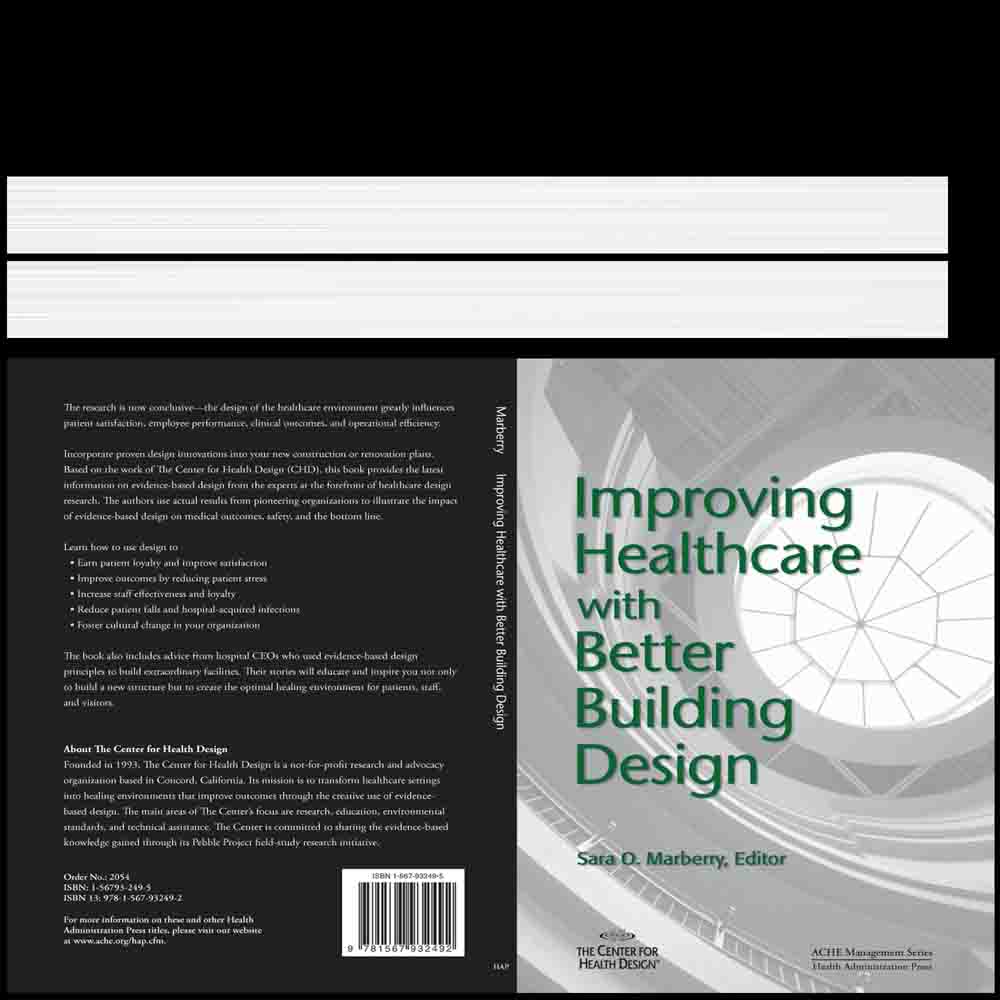 The research is now conclusive—the design of the healthcare environment greatly influences
patient satisfaction, employee performance, clinical outcomes, and operational efficiency.
Incorporate proven design innovations into your new construction or renovation plans.
Based on the work of The Center for Health Design (CHD), this book provides the latest
information on evidence-based design from the experts at the forefront of healthcare design
research. The authors use actual results from pioneering organizations to illustrate the impact
of evidence-based design on medical outcomes, safety, and the bottom line.
Learn how to use design to
• Earn patient loyalty and improve satisfaction
• Improve outcomes by reducing patient stress
• Increase staff effectiveness and loyalty
• Reduce patient falls and hospital-acquired infections
• Foster cultural change in your organization
The book also includes advice from hospital CEOs who used evidence-based design
principles to build extraordinary facilities. Their stories will educate and inspire you not only
to build a new structure but to create the optimal healing environment for patients, staff,
and visitors.
About The Center for Health Design
Founded in 1993, The Center for Health Design is a not-for-profit research and advocacy
organization based in Concord, California. Its mission is to transform healthcare settings
into healing environments that improve outcomes through the creative use of evidence-
based design. The main areas of The Center's focus are research, education, environmental
standards, and technical assistance. The Center is committed to sharing the evidence-based
knowledge gained through its Pebble Project field-study research initiative.
Order No.: 2054
ISBN: 1-56793-249-5
ISBN 13: 978-1-567-93249-2
For more information on these and other Health
Administration Press titles, please visit our website
at www.ache.org/hap.cfm.
ISBN 1-567-93249-5
9 781567 932492
HAP
Marberry Improving Healthcare with Better Building Design
Improving
Healthcare
with
Better
Building
Design
Sara O. Marberry, Editor
THE CENTER FOR
HEALTH DESIGN
ACHE Management Series
Health Administration Press